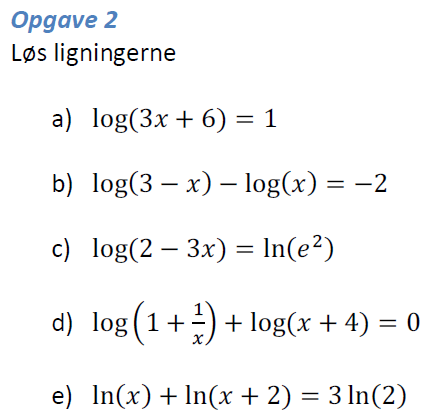 Opgave 2
Løs ligningerne
a) log(3x + 6) = 1
b) log(3 − x) − log(x) = −2
c) log(2 − 3x) = ln(e²)
d) log(1 + 1/x) + log(x + 4) = 0
e) ln(x) + ln(x + 2) = 3 ln(2)